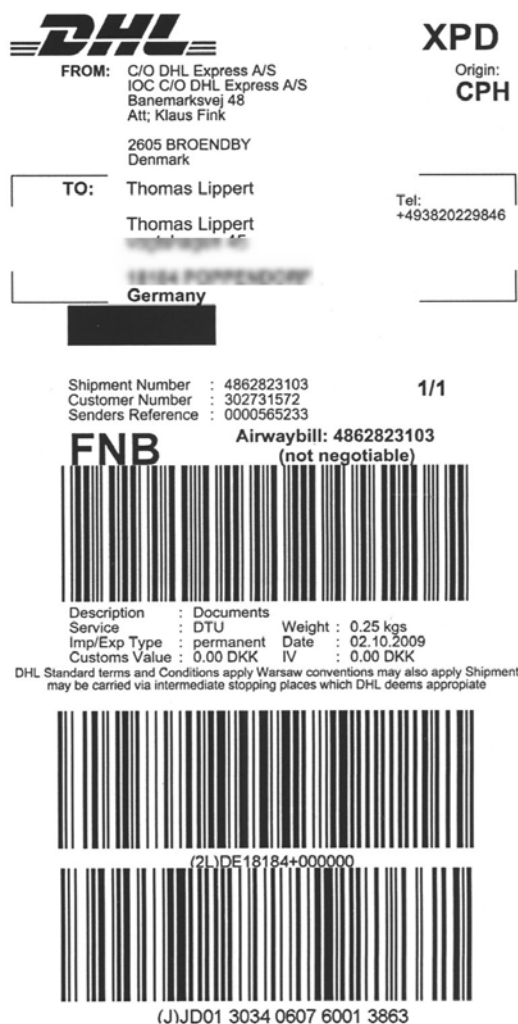 DHL
XPD
FROM: C/O DHL Express A/S
IOC C/O DHL Express A/S
Banemarksvej 48
Att; Klaus Fink
2605 BROENDBY
Denmark
Origin:
CPH
TO: Thomas Lippert
Thomas Lippert
Germany
Tel:
+493820229846
Shipment Number : 4862823103
Customer Number : 302731572
Senders Reference : 0000565233
1/1
FNB
Airwaybill: 4862823103
(not negotiable)
Description : Documents
Service : DTU Weight : 0.25 kgs
Imp/Exp Type : permanent Date : 02.10.2009
Customs Value : 0.00 DKK IV : 0.00 DKK
DHL Standard terms and Conditions apply Warsaw conventions may also apply Shipment
may be carried via intermediate stopping places which DHL deems appropiate
(2L)DE18184+000000
(J)JD01 3034 0607 6001 3863